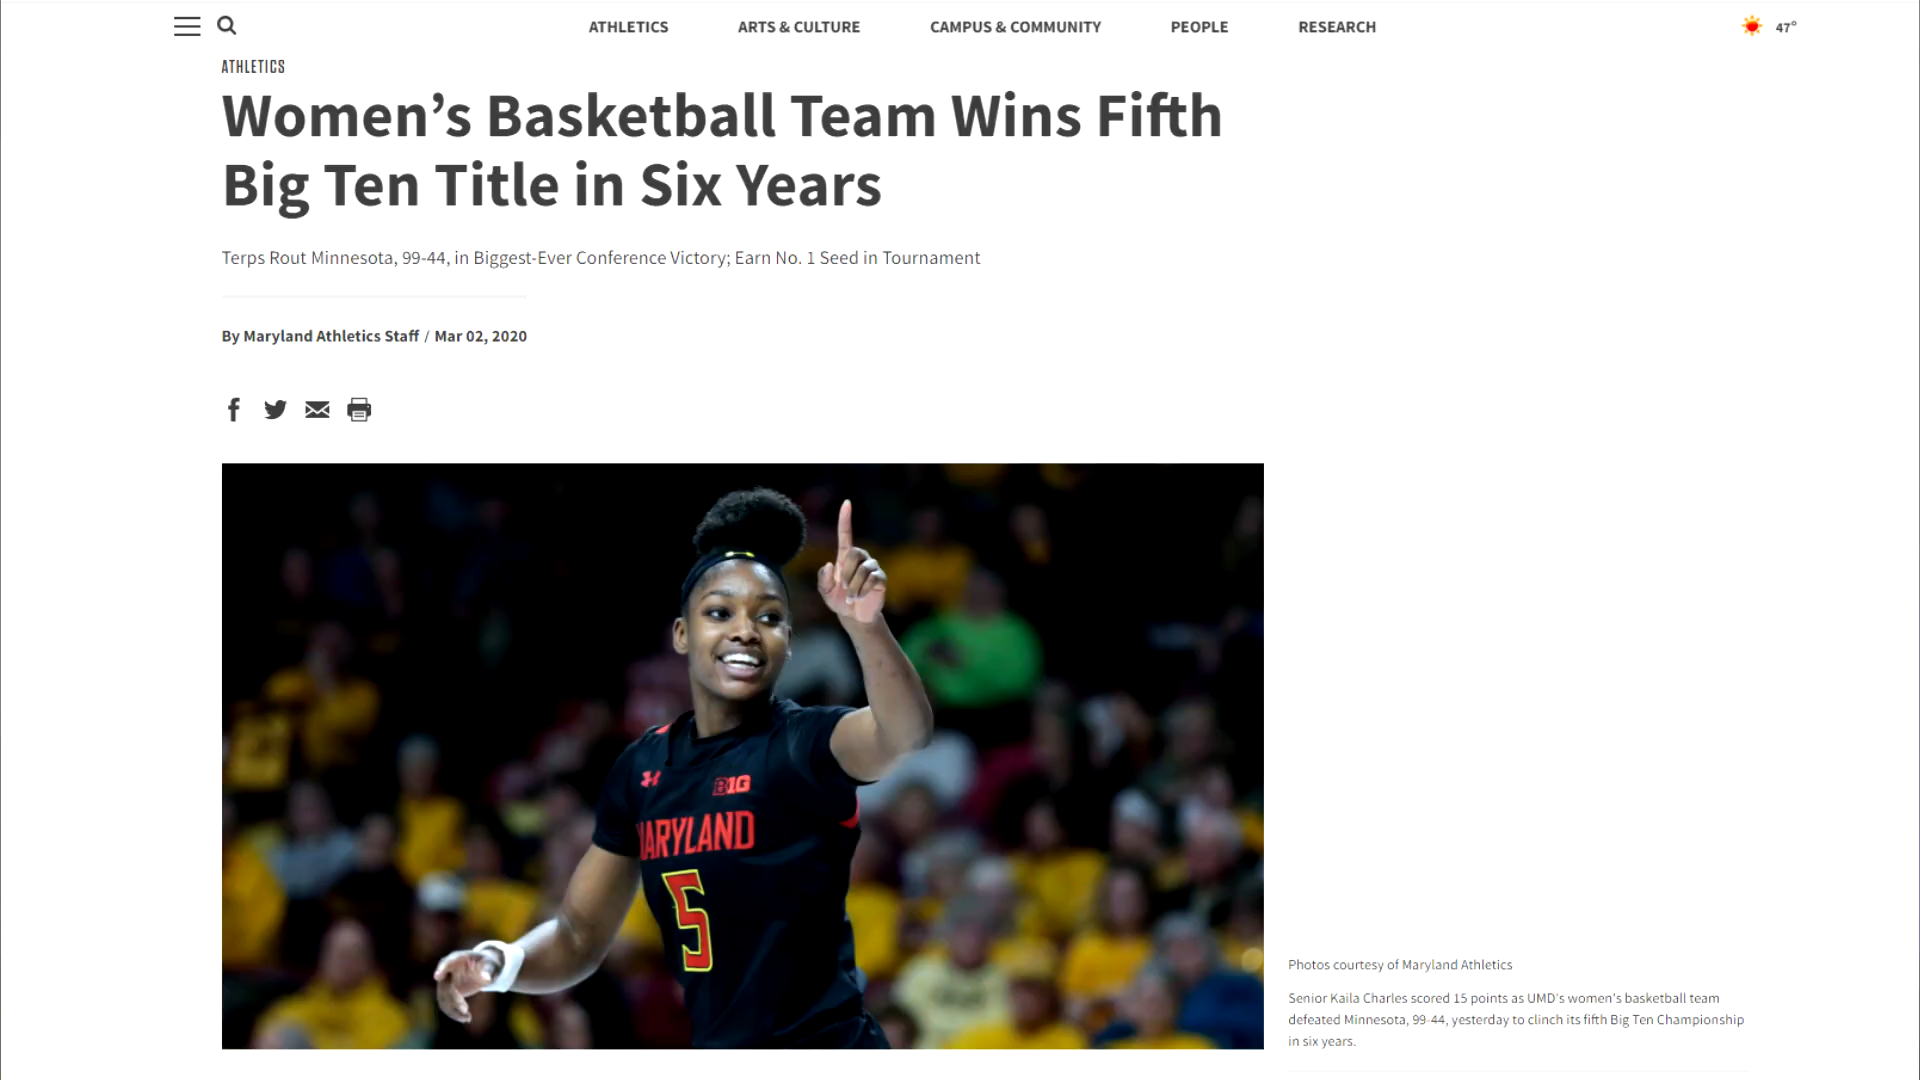 ATHLETICS ARTS & CULTURE CAMPUS & COMMUNITY PEOPLE RESEARCH 47°
ATHLETICS
Women’s Basketball Team Wins Fifth
Big Ten Title in Six Years
Terps Rout Minnesota, 99-44, in Biggest-Ever Conference Victory; Earn No. 1 Seed in Tournament
By Maryland Athletics Staff / Mar 02, 2020
B1G
MARYLAND
5
Photos courtesy of Maryland Athletics
Senior Kaila Charles scored 15 points as UMD's women's basketball team
defeated Minnesota, 99-44, yesterday to clinch its fifth Big Ten Championship
in six years.